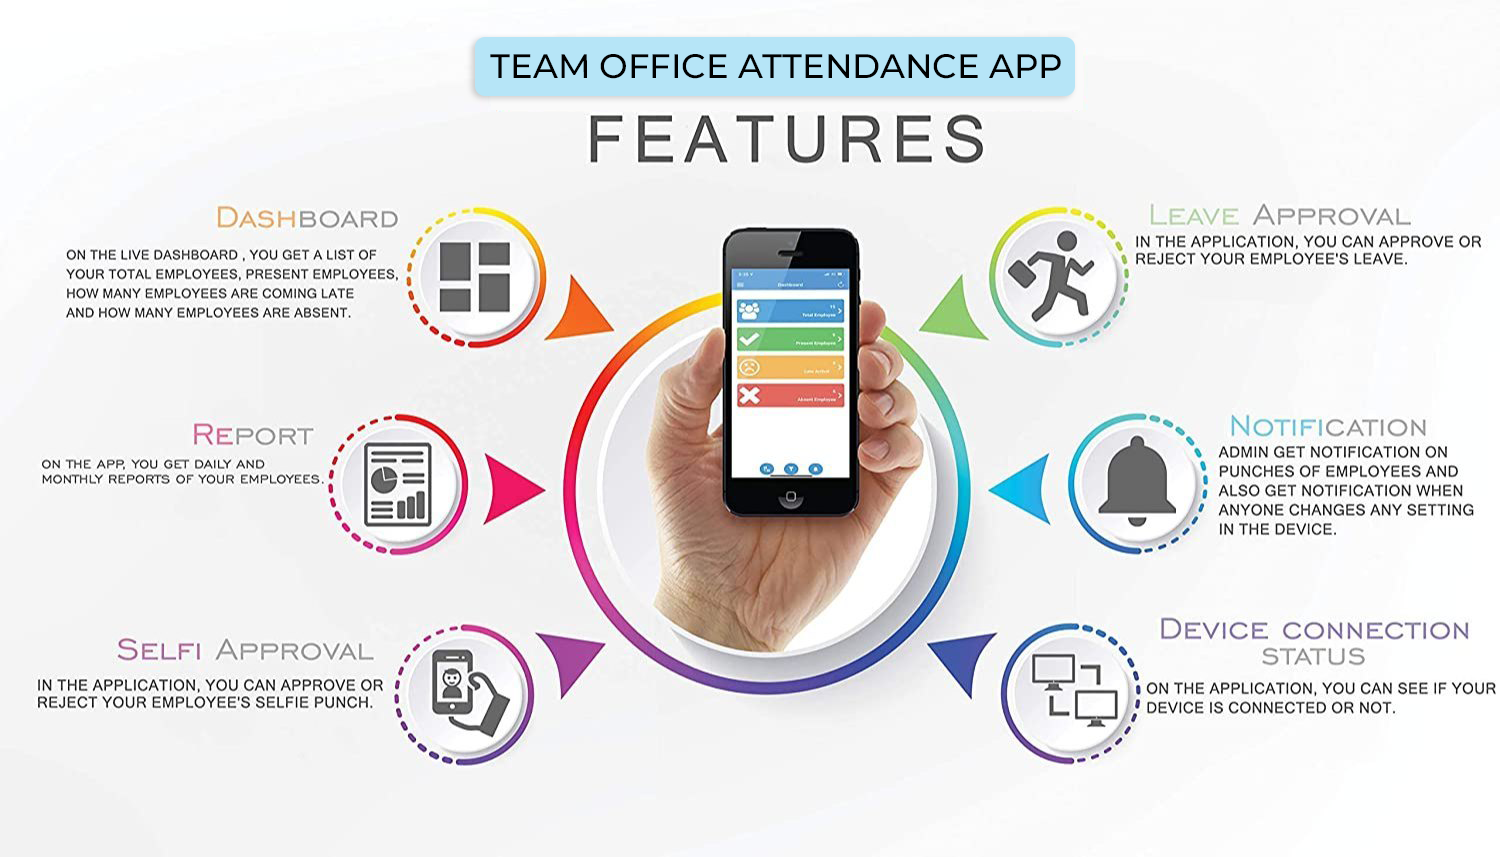 TEAM OFFICE ATTENDANCE APP
FEATURES
DASHBOARD
ON THE LIVE DASHBOARD , YOU GET A LIST OF
YOUR TOTAL EMPLOYEES, PRESENT EMPLOYEES,
HOW MANY EMPLOYEES ARE COMING LATE
AND HOW MANY EMPLOYEES ARE ABSENT.
REPORT
ON THE APP, YOU GET DAILY AND
MONTHLY REPORTS OF YOUR EMPLOYEES.
SELFI APPROVAL
IN THE APPLICATION, YOU CAN APPROVE OR
REJECT YOUR EMPLOYEE'S SELFIE PUNCH.
Dashboard
Total Employee
Present Employee
Late Arrival
Absent Employee
LEAVE APPROVAL
IN THE APPLICATION, YOU CAN APPROVE OR
REJECT YOUR EMPLOYEE'S LEAVE.
NOTIFICATION
ADMIN GET NOTIFICATION ON
PUNCHES OF EMPLOYEES AND
ALSO GET NOTIFICATION WHEN
ANYONE CHANGES ANY SETTING
IN THE DEVICE.
DEVICE CONNECTION
STATUS
ON THE APPLICATION, YOU CAN SEE IF YOUR
DEVICE IS CONNECTED OR NOT.